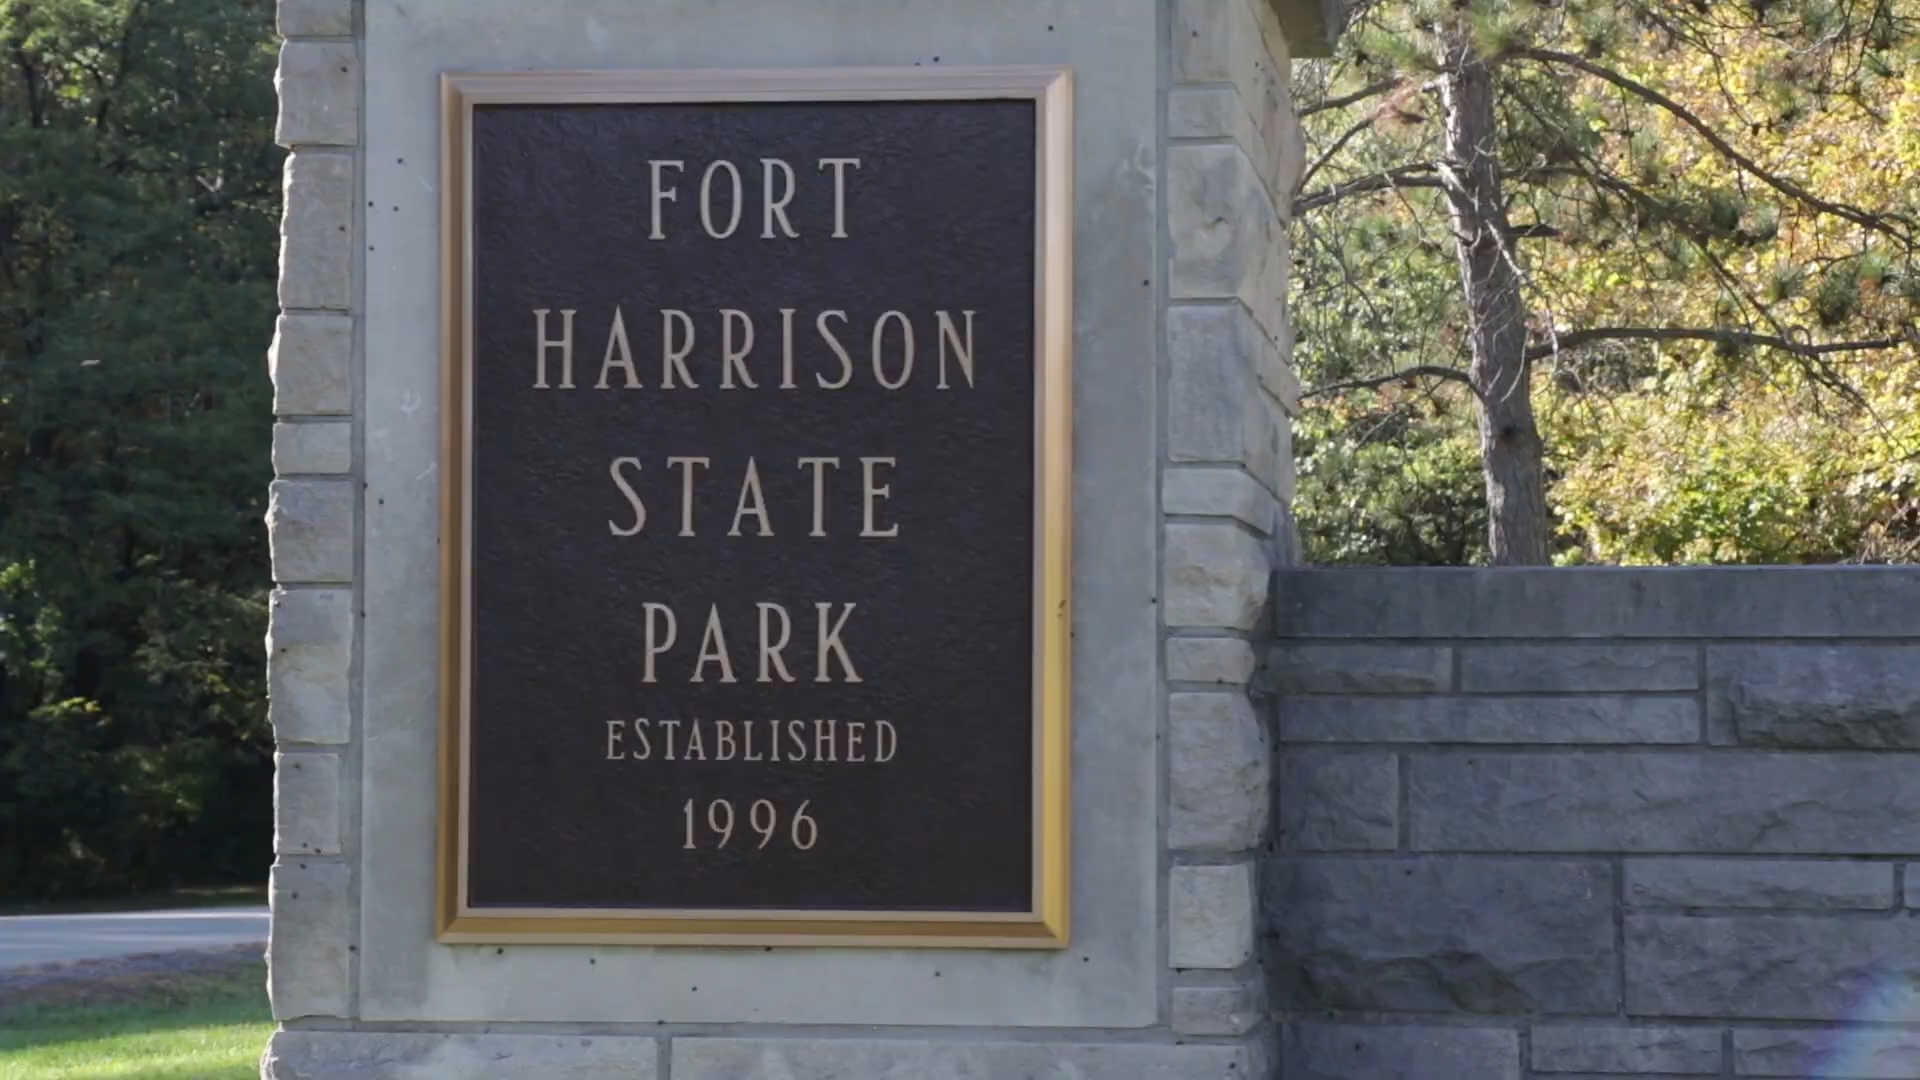 FORT
HARRISON
STATE
PARK
ESTABLISHED
1996